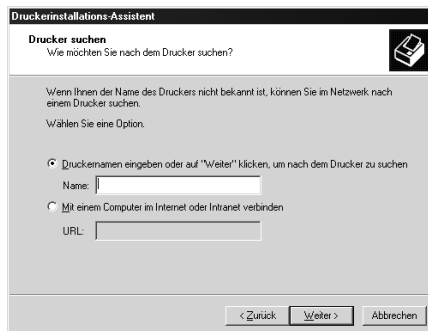 Druckerinstallations-Assistent
Drucker suchen
Wie möchten Sie nach dem Drucker suchen?
Wenn Ihnen der Name des Druckers nicht bekannt ist, können Sie im Netzwerk nach
einem Drucker suchen.
Wählen Sie eine Option.
Druckernamen eingeben oder auf "Weiter" klicken, um nach dem Drucker zu suchen
Name:
Mit einem Computer im Internet oder Intranet verbinden
URL:
< Zurück Weiter > Abbrechen